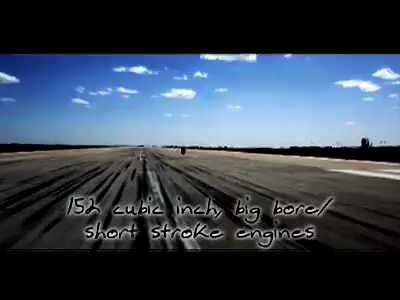 152 cubic inch, big bore/
short stroke engines